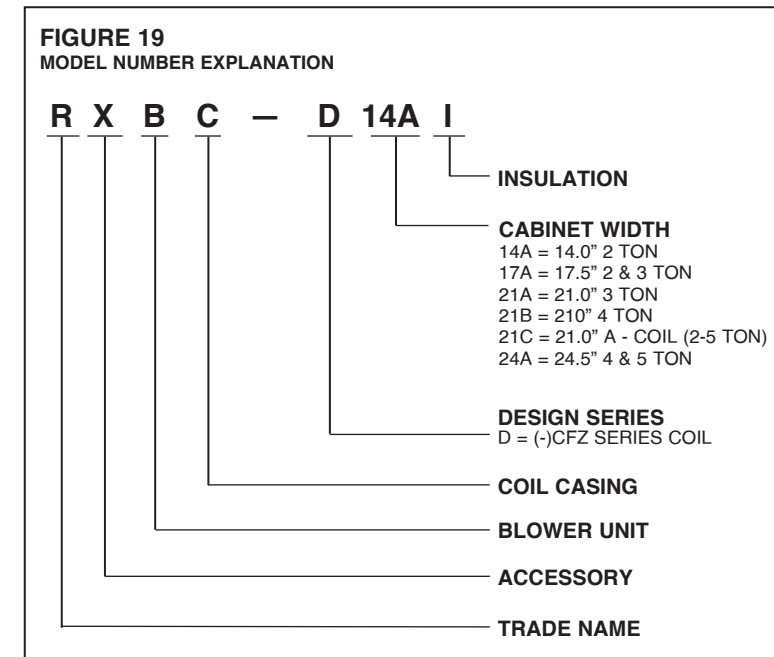 FIGURE 19
MODEL NUMBER EXPLANATION
R X B C — D 14A I
INSULATION
CABINET WIDTH
14A = 14.0” 2 TON
17A = 17.5” 2 & 3 TON
21A = 21.0” 3 TON
21B = 210” 4 TON
21C = 21.0” A - COIL (2-5 TON)
24A = 24.5” 4 & 5 TON
DESIGN SERIES
D = (-)CFZ SERIES COIL
COIL CASING
BLOWER UNIT
ACCESSORY
TRADE NAME